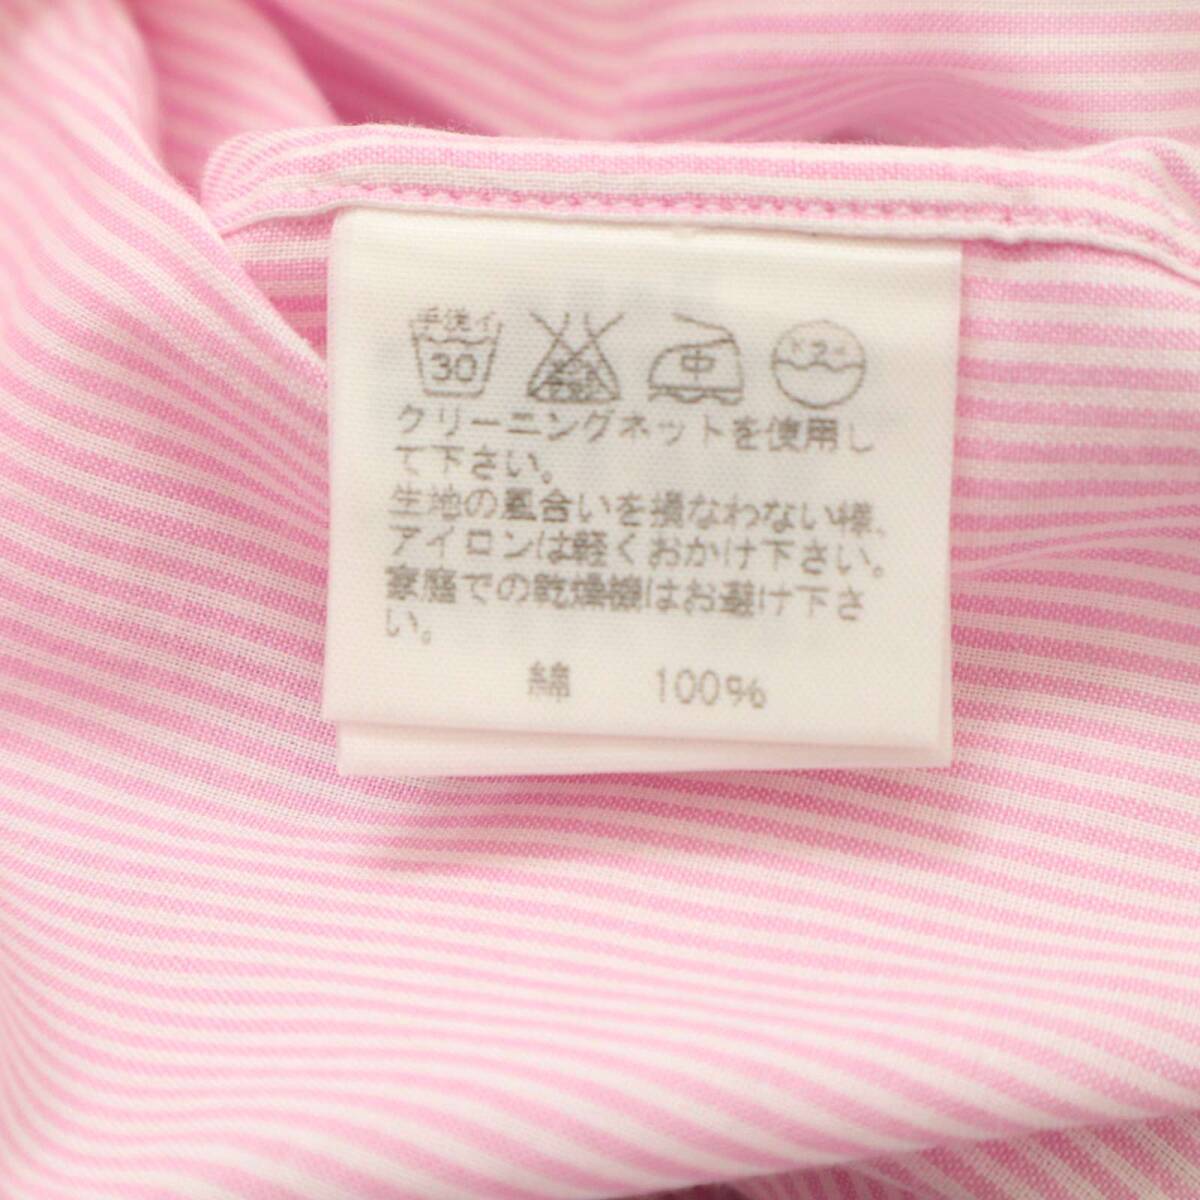 手洗イ
30 中
クリーニングネットを使用し
て下さい。
生地の風合いを損なわない様、
アイロンは軽くおかけ下さい。
家庭での乾燥機はお避け下さ
い。
綿 100%